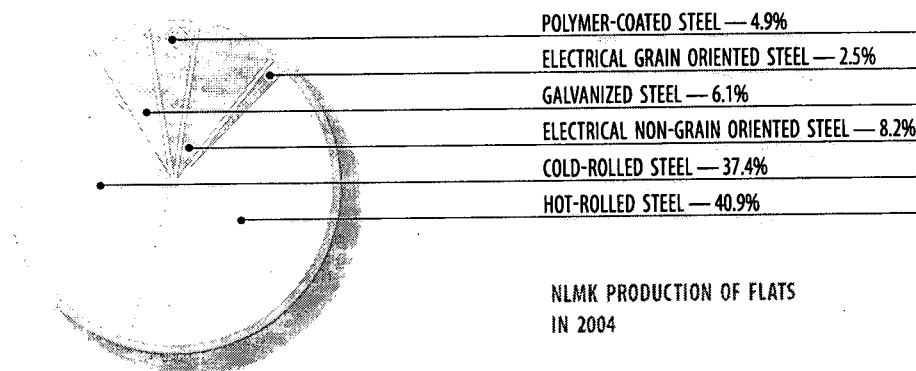 POLYMER-COATED STEEL — 4.9%
ELECTRICAL GRAIN ORIENTED STEEL — 2.5%
GALVANIZED STEEL — 6.1%
ELECTRICAL NON-GRAIN ORIENTED STEEL — 8.2%
COLD-ROLLED STEEL — 37.4%
HOT-ROLLED STEEL — 40.9%
NLMK PRODUCTION OF FLATS
IN 2004